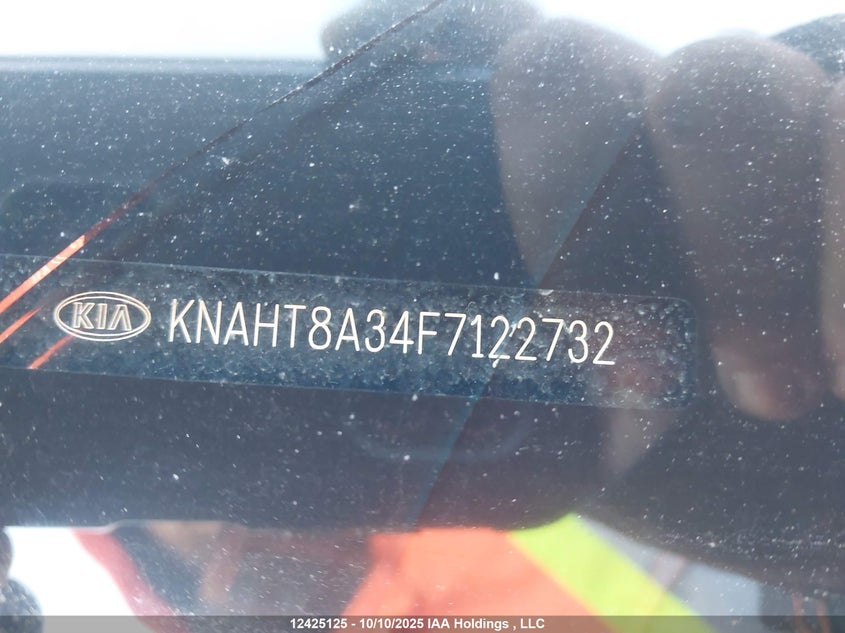 KIA KNAHT8A34F7122732
12425125 - 10/10/2025 IAA Holdings , LLC